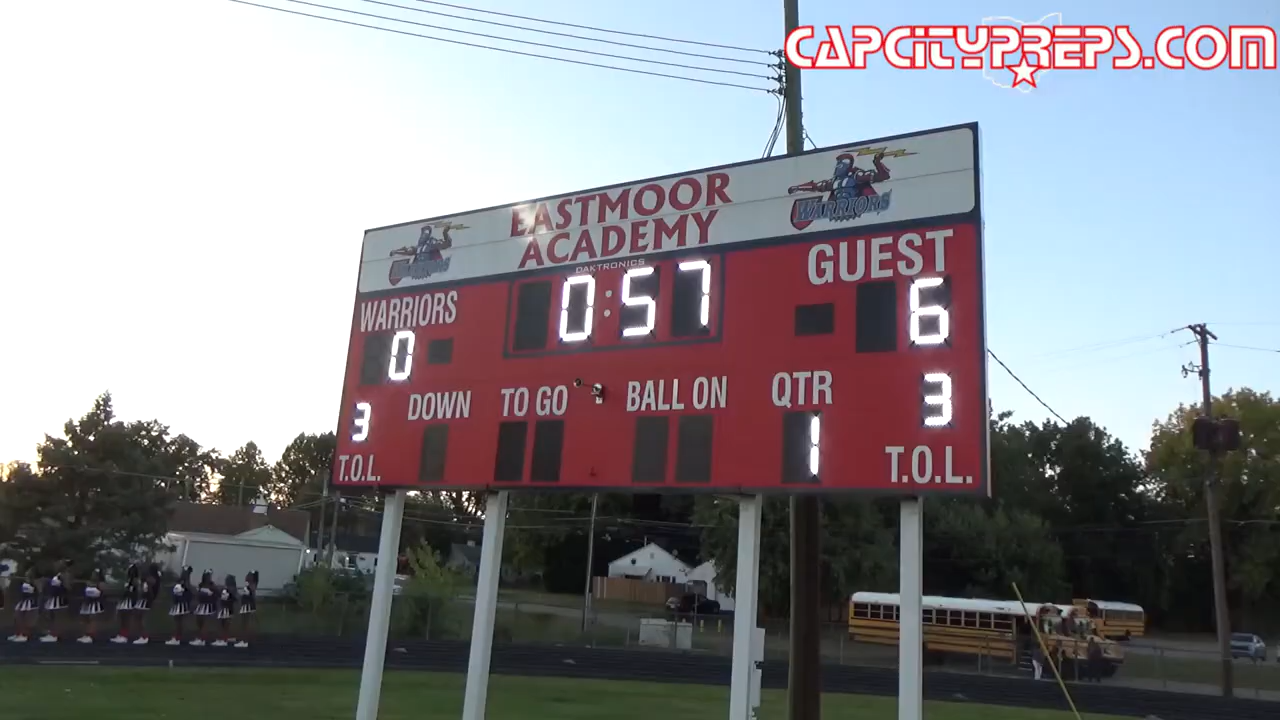 CAPCITYPREPS.COM
EASTMOOR
ACADEMY
WARRIORS
DAKTRONICS
WARRIORS
GUEST
0:57
0
6
DOWN
TO GO
BALL ON
QTR
3
1
3
T.O.L.
T.O.L.